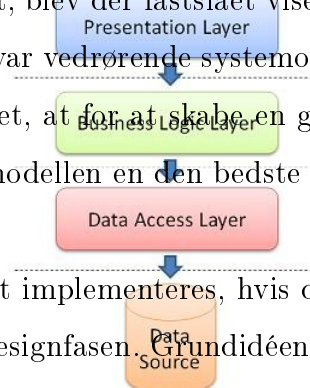 t, blev der fastslået vise
Presentation Layer
var vedrørende systemo
et, at for at skabe en g
Business Logic Layer
modellen en den bedste
Data Access Layer
t implementeres, hvis d
Data
esignfasen. Grundidéen
Source